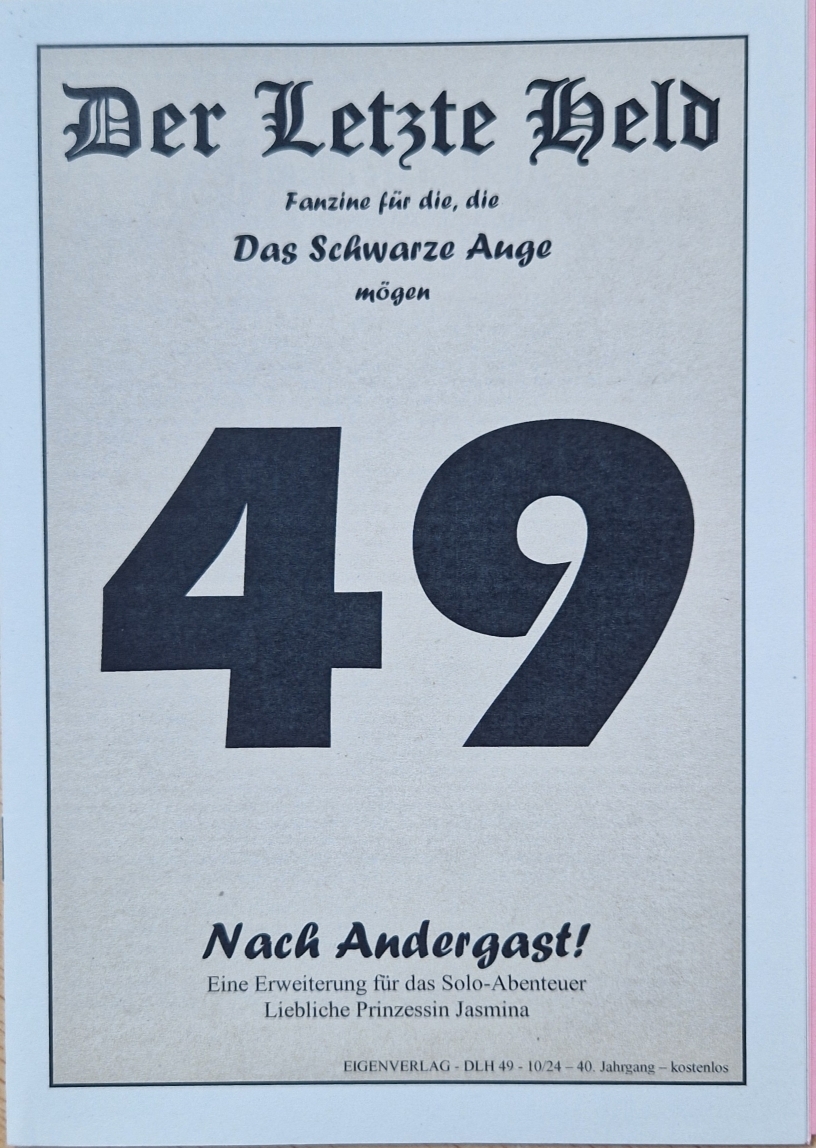 Der Letzte Held
Fanzine für die, die
Das Schwarze Auge
mögen
49
Nach Andergast!
Eine Erweiterung für das Solo-Abenteuer
Liebliche Prinzessin Jasmina
EIGENVERLAG - DLH 49 - 10/24 – 40. Jahrgang – kostenlos